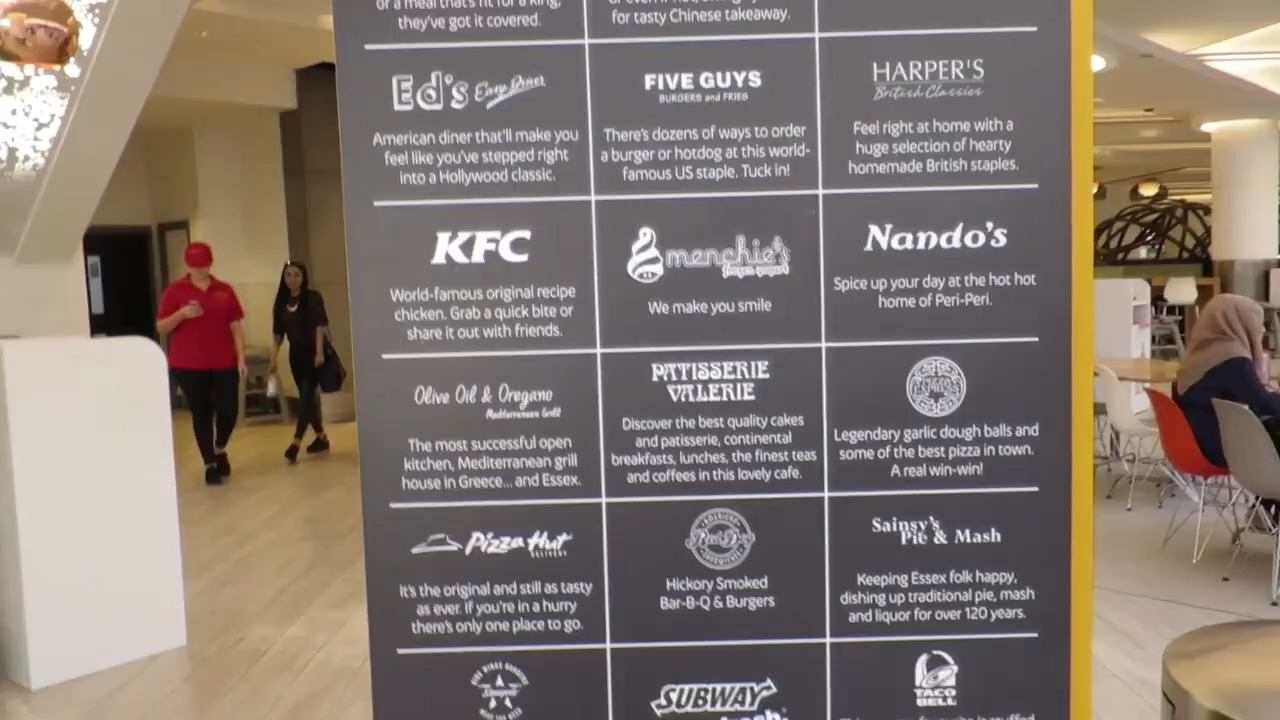 or a meal that's fit for a king,
they've got it covered.
for tasty Chinese takeaway.
Ed's Easy Diner
American diner that'll make you
feel like you've stepped right
into a Hollywood classic.
FIVE GUYS
BURGERS and FRIES
There's dozens of ways to order
a burger or hotdog at this world-
famous US staple. Tuck in!
HARPER'S
British Classics
Feel right at home with a
huge selection of hearty
homemade British staples.
KFC
World-famous original recipe
chicken. Grab a quick bite or
share it out with friends.
menchie's
frozen yogurt
We make you smile
Nando's
Spice up your day at the hot hot
home of Peri-Peri.
Olive Oil & Oregano
Mediterranean Grill
The most successful open
kitchen, Mediterranean grill
house in Greece... and Essex.
PATISSERIE
VALERIE
Discover the best quality cakes
and patisserie, continental
breakfasts, lunches, the finest teas
and coffees in this lovely cafe.
PIZZA
EXPRESS
Legendary garlic dough balls and
some of the best pizza in town.
A real win-win!
Pizza Hut
DELIVERY
It's the original and still as tasty
as ever. If you're in a hurry
there's only one place to go.
Hickory Smoked
Bar-B-Q & Burgers
Sainsy's
Pie & Mash
Keeping Essex folk happy,
dishing up traditional pie, mash
and liquor for over 120 years.
SUBWAY
TACO
BELL